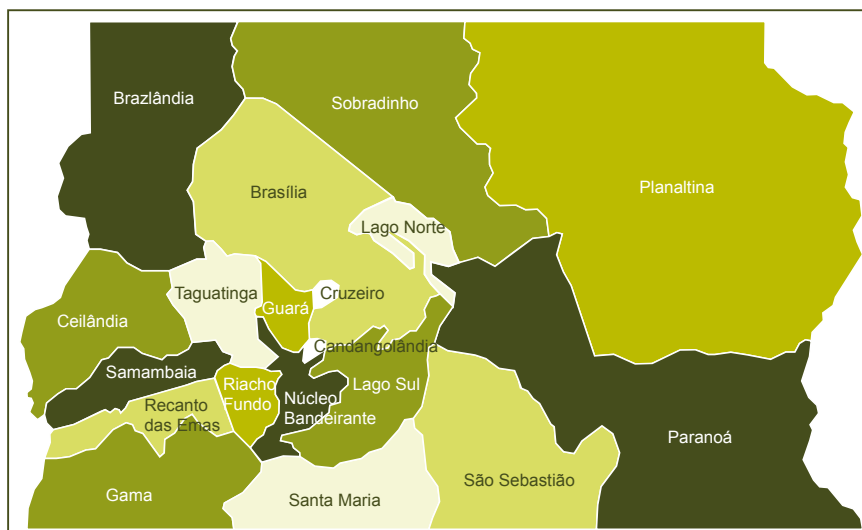 Brazlândia
Sobradinho
Planaltina
Brasília
Lago Norte
Taguatinga
Cruzeiro
Guará
Ceilândia
Candangolândia
Samambaia
Riacho
Fundo
Lago Sul
Núcleo
Bandeirante
Recanto
das Emas
Paranoá
São Sebastião
Gama
Santa Maria